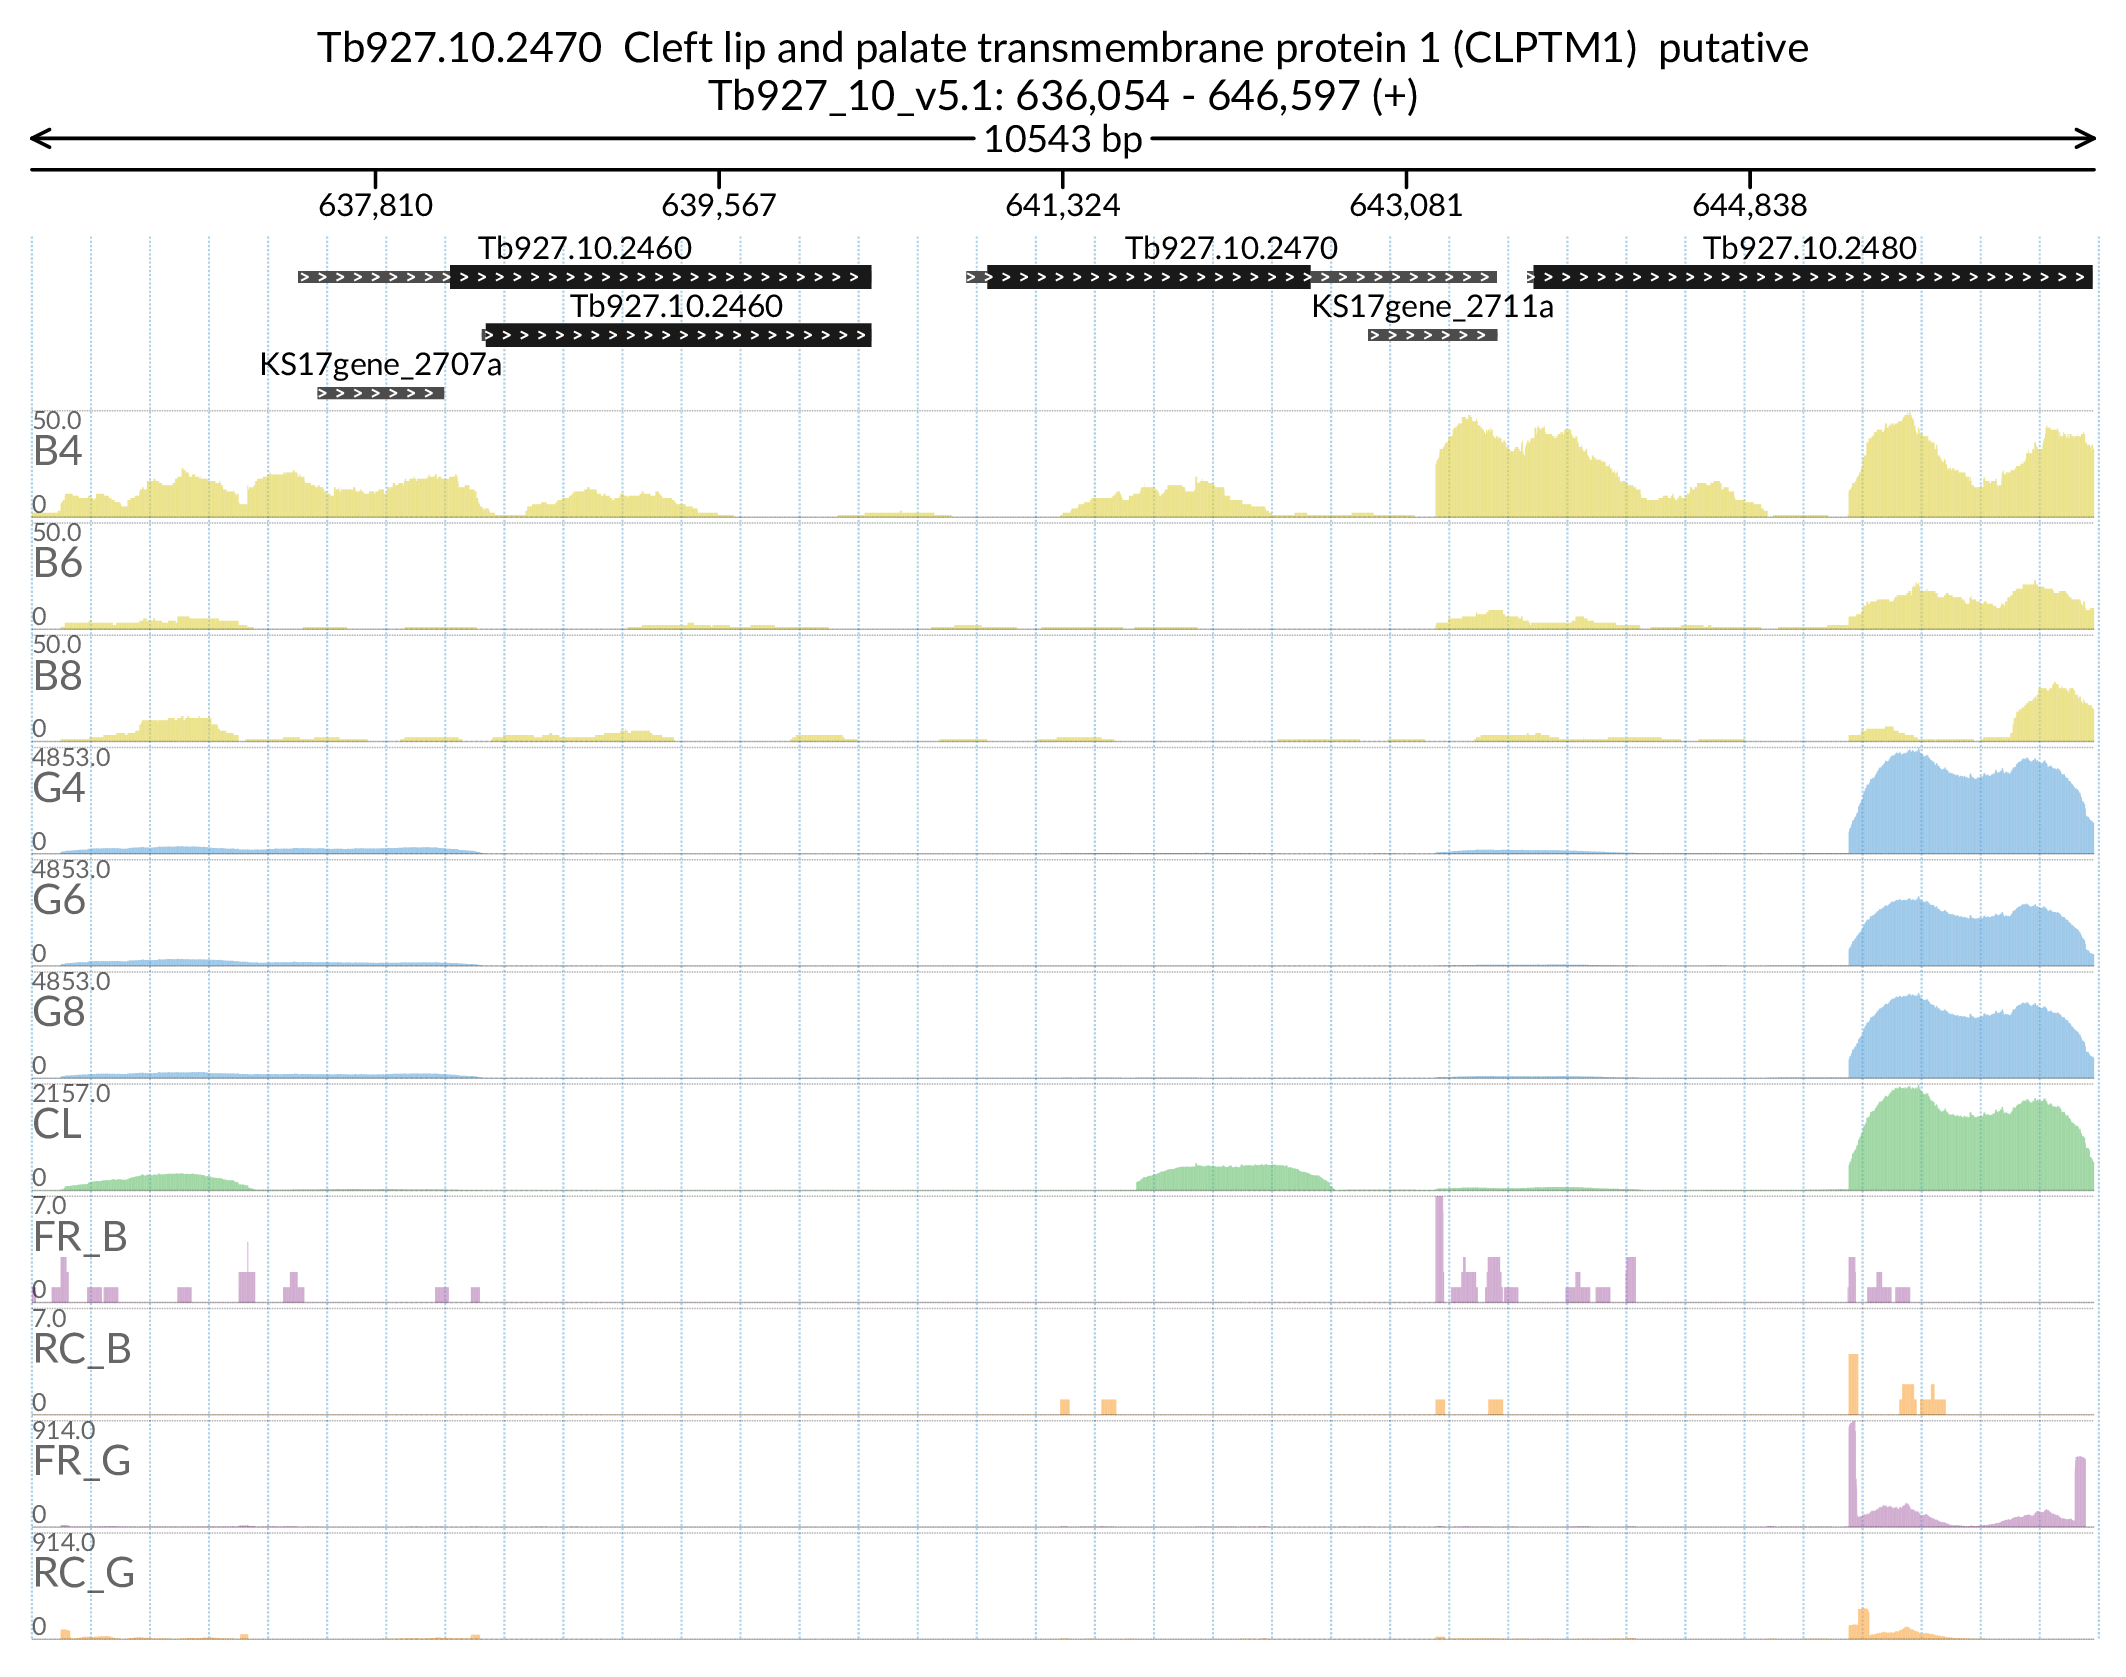 Tb927.10.2470  Cleft lip and palate transmembrane protein 1 (CLPTM1)  putative
Tb927_10_v5.1: 636,054 - 646,597 (+)
10543 bp
637,810 639,567 641,324 643,081 644,838
Tb927.10.2460 Tb927.10.2470 Tb927.10.2480
Tb927.10.2460 KS17gene_2711a
KS17gene_2707a
50.0
B4
0
50.0
B6
0
50.0
B8
0
4853.0
G4
0
4853.0
G6
0
4853.0
G8
0
2157.0
CL
0
7.0
FR_B
0
7.0
RC_B
0
914.0
FR_G
0
914.0
RC_G
0